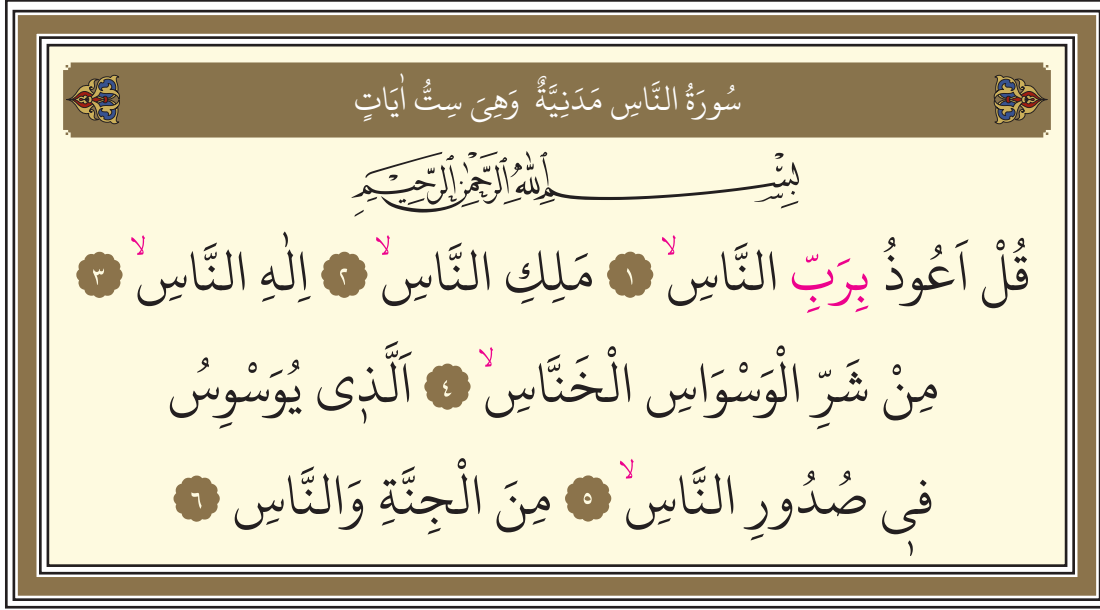 سُورَةُ النَّاسِ مَدَنِيَّةٌ وَهِىَ سِتُّ اٰيَاتٍ
بِسْمِ اللّٰهِ الرَّحْمٰنِ الرَّحِيمِ
قُلْ اَعُوذُ بِرَبِّ النَّاسِۙ ١ مَلِكِ النَّاسِۙ ٢ اِلٰهِ النَّاسِۙ ٣
مِنْ شَرِّ الْوَسْوَاسِ الْخَنَّاسِۙ ٤ اَلَّذٖى يُوَسْوِسُ
فٖى صُدُورِ النَّاسِۙ ٥ مِنَ الْجِنَّةِ وَالنَّاسِ ٦